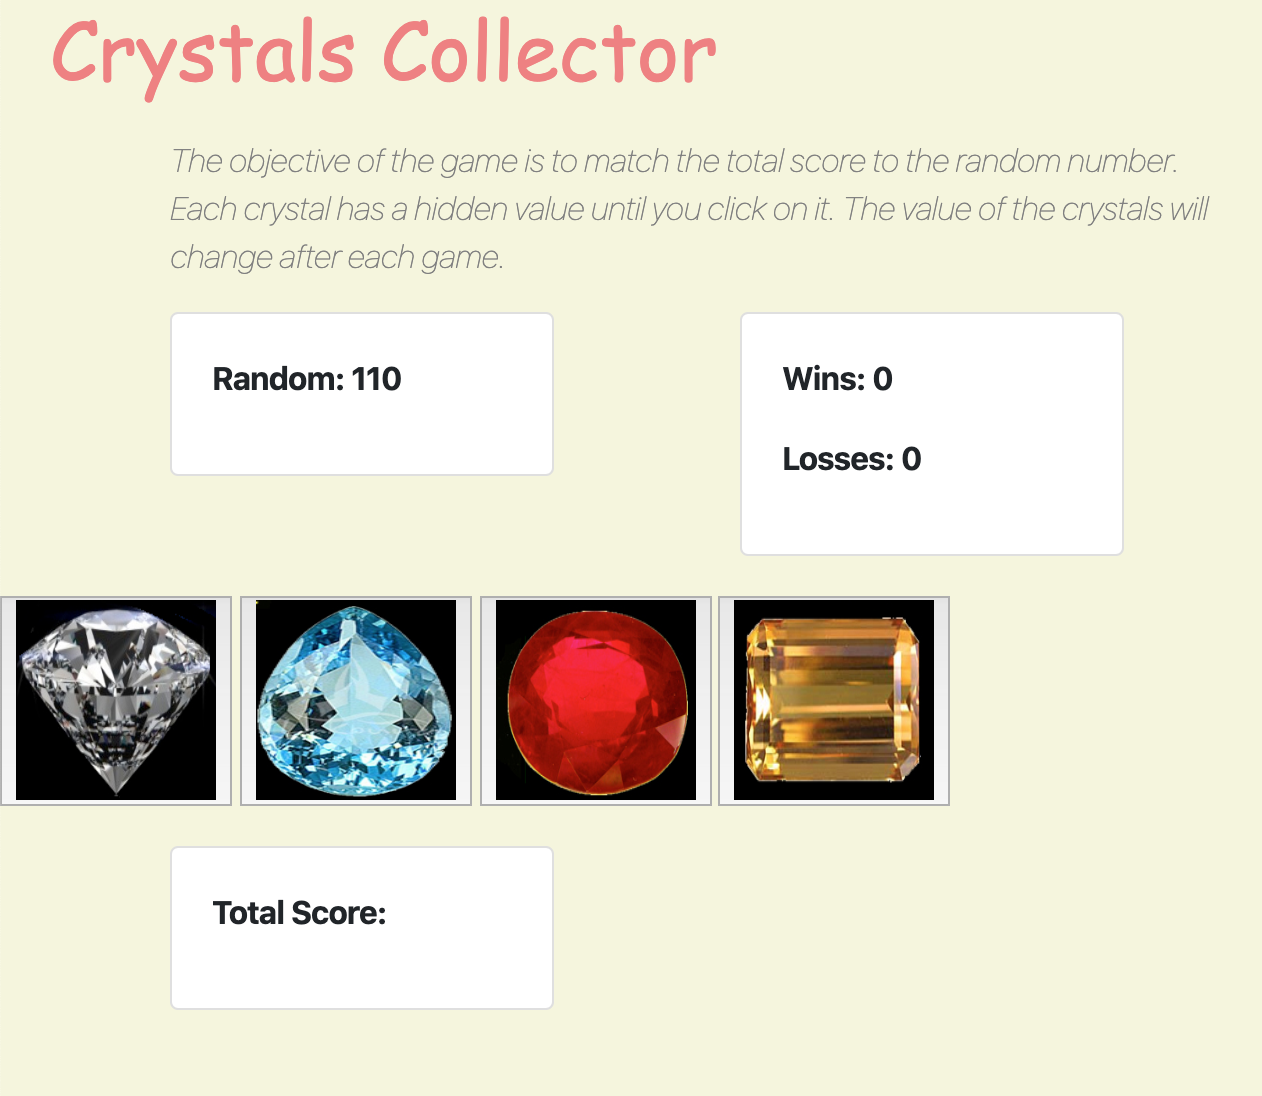 Crystals Collector
The objective of the game is to match the total score to the random number.
Each crystal has a hidden value until you click on it. The value of the crystals will
change after each game.
Random: 110
Wins: 0
Losses: 0
Total Score: